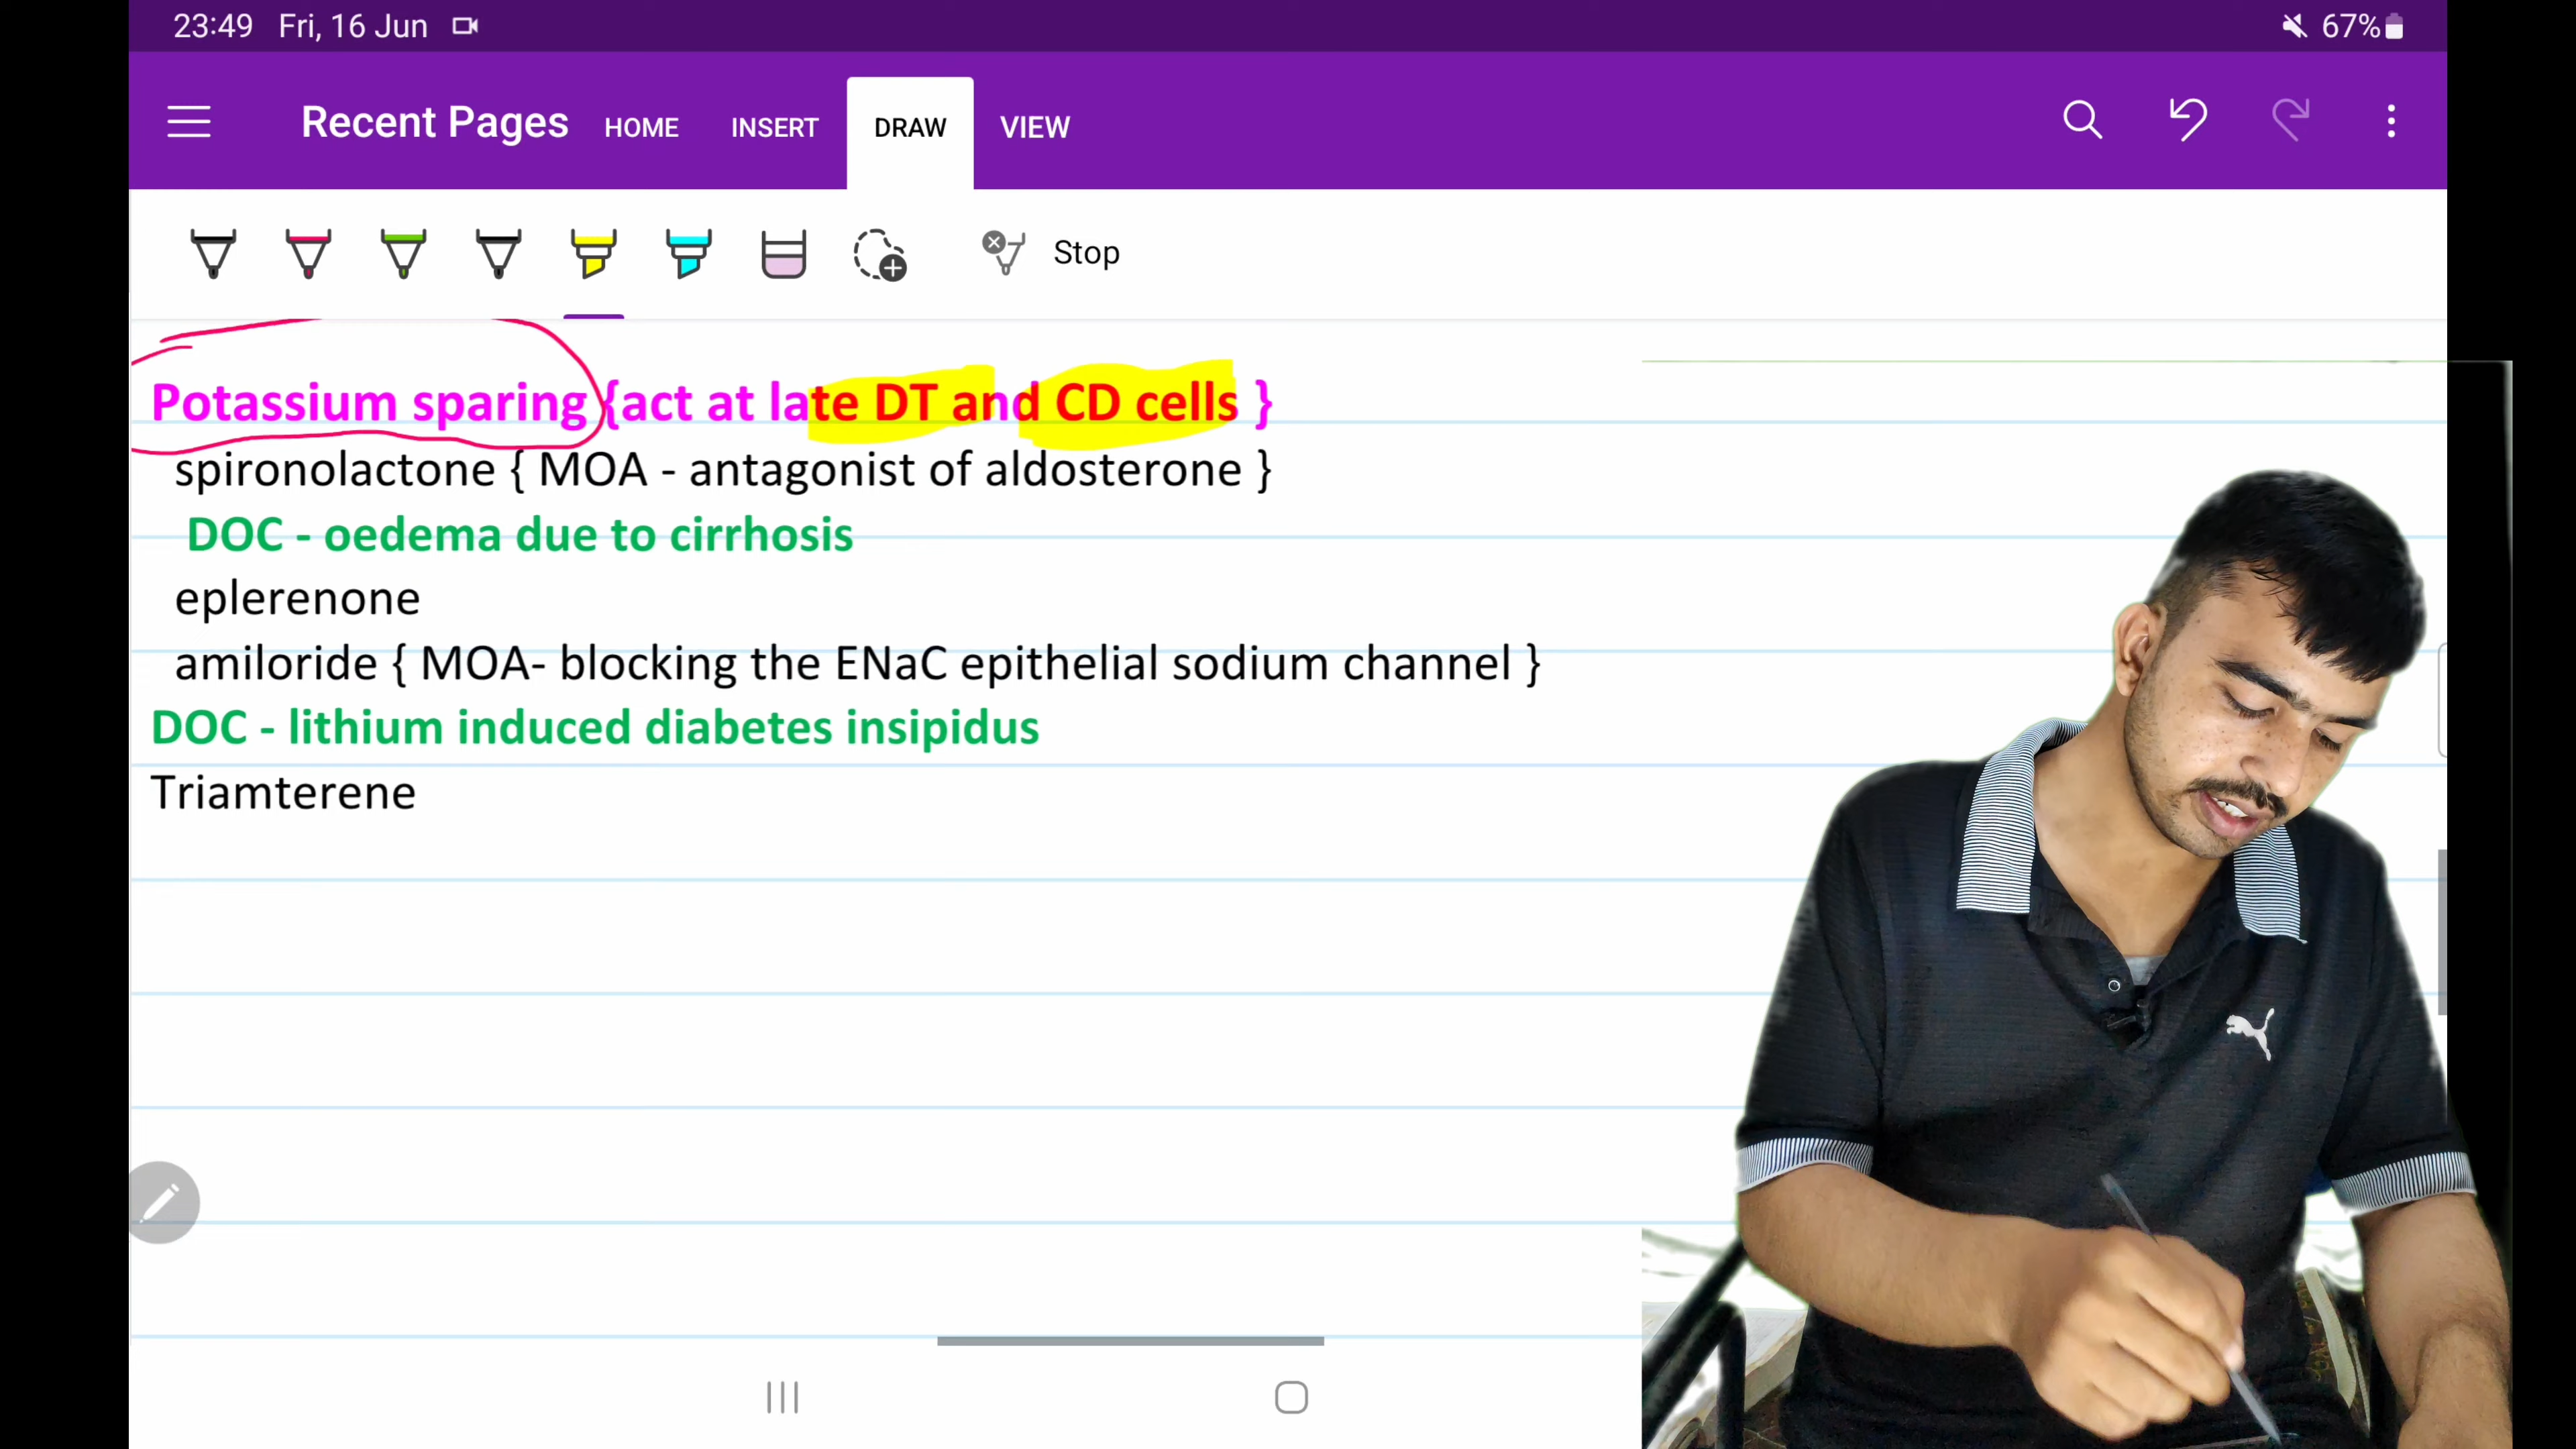 23:49 Fri, 16 Jun 67%
Recent Pages HOME INSERT DRAW VIEW
Stop
Potassium sparing {act at late DT and CD cells }
spironolactone { MOA - antagonist of aldosterone }
DOC - oedema due to cirrhosis
eplerenone
amiloride { MOA- blocking the ENaC epithelial sodium channel }
DOC - lithium induced diabetes insipidus
Triamterene